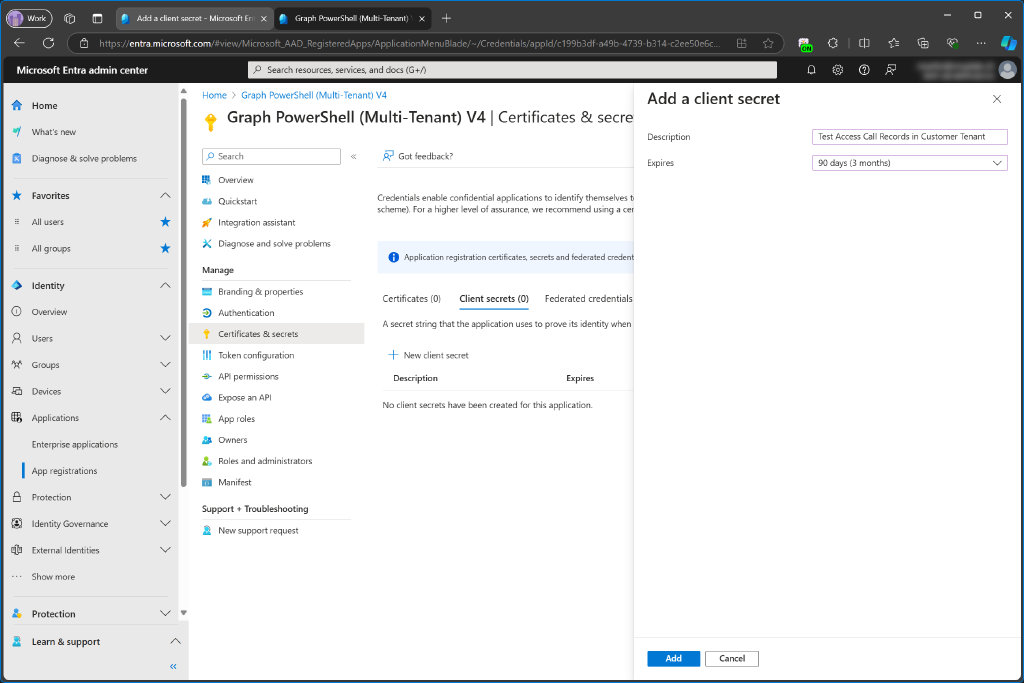 Work
Add a client secret - Microsoft En
Graph PowerShell (Multi-Tenant)
https://entra.microsoft.com/#view/Microsoft_AAD_RegisteredApps/ApplicationMenuBlade/~/Credentials/appId/c199b3df-a49b-4739-b314-c2ee50e6c...
ON
Microsoft Entra admin center
Search resources, services, and docs (G+/)
Home
What's new
Diagnose & solve problems
Favorites
All users
All groups
Identity
Overview
Users
Groups
Devices
Applications
Enterprise applications
App registrations
Protection
Identity Governance
External Identities
Show more
Protection
Learn & support
Home > Graph PowerShell (Multi-Tenant) V4
Graph PowerShell (Multi-Tenant) V4 | Certificates & secre
Search
Overview
Quickstart
Integration assistant
Diagnose and solve problems
Manage
Branding & properties
Authentication
Certificates & secrets
Token configuration
API permissions
Expose an API
App roles
Owners
Roles and administrators
Manifest
Support + Troubleshooting
New support request
Got feedback?
Credentials enable confidential applications to identify themselves t
scheme). For a higher level of assurance, we recommend using a cer
Application registration certificates, secrets and federated credent
Certificates (0) Client secrets (0) Federated credentials
A secret string that the application uses to prove its identity when
New client secret
Description Expires
No client secrets have been created for this application.
Add a client secret
Description
Test Access Call Records in Customer Tenant
Expires
90 days (3 months)
Add
Cancel